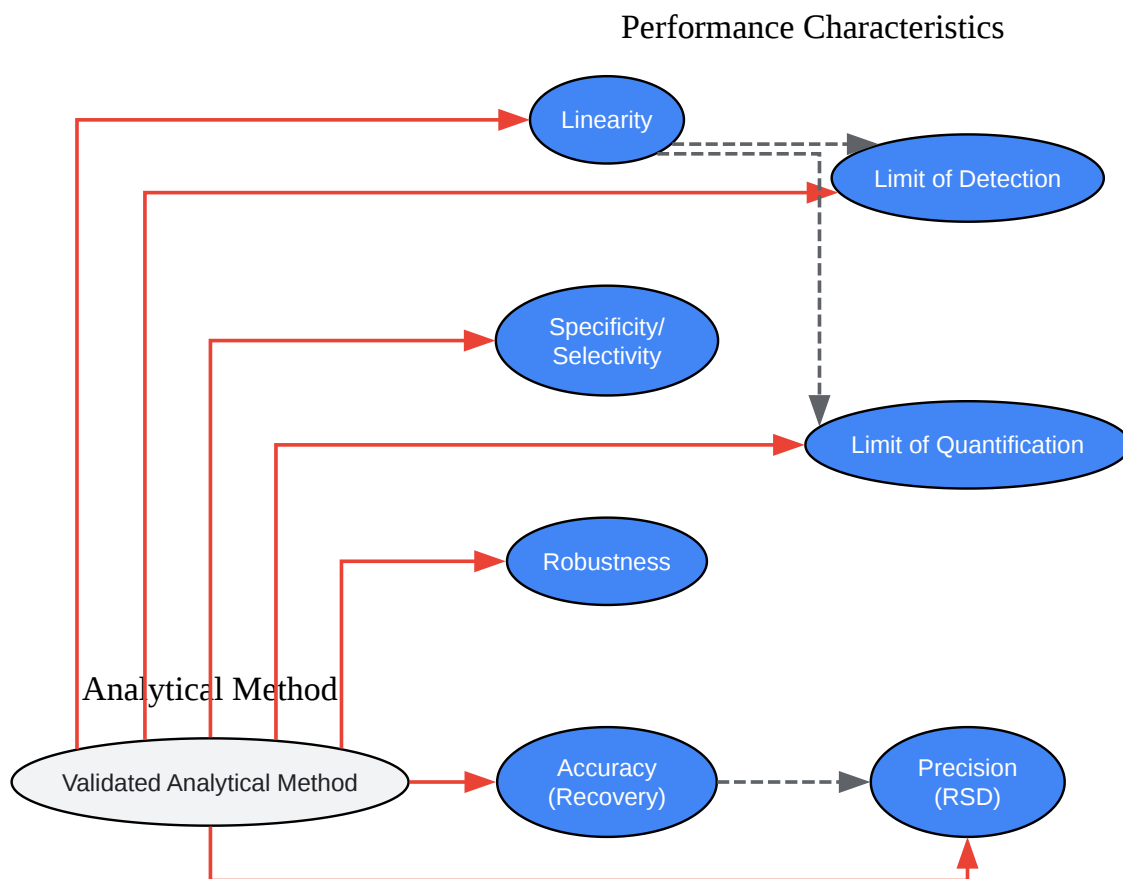 Performance Characteristics
Linearity
Limit of Detection
Specificity/
Selectivity
Limit of Quantification
Robustness
Analytical Method
Validated Analytical Method
Accuracy
(Recovery)
Precision
(RSD)